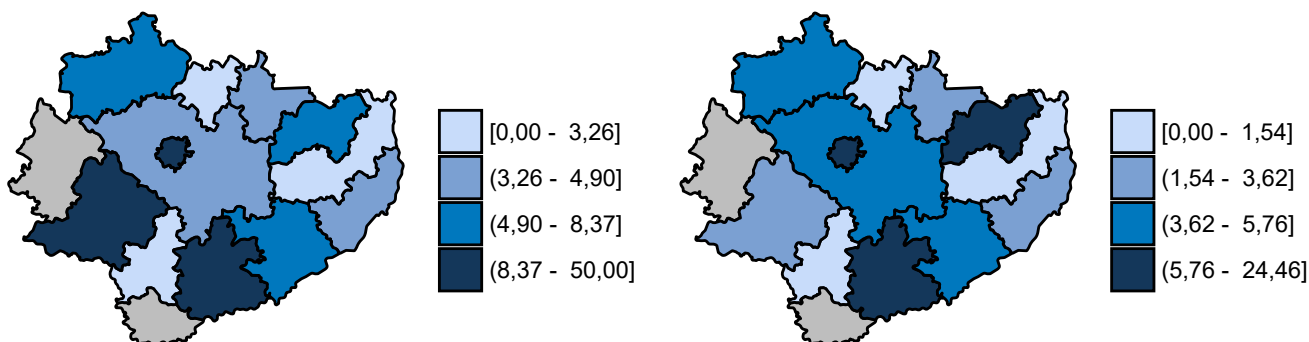 [0,00 - 3,26]
(3,26 - 4,90]
(4,90 - 8,37]
(8,37 - 50,00]
[0,00 - 1,54]
(1,54 - 3,62]
(3,62 - 5,76]
(5,76 - 24,46]